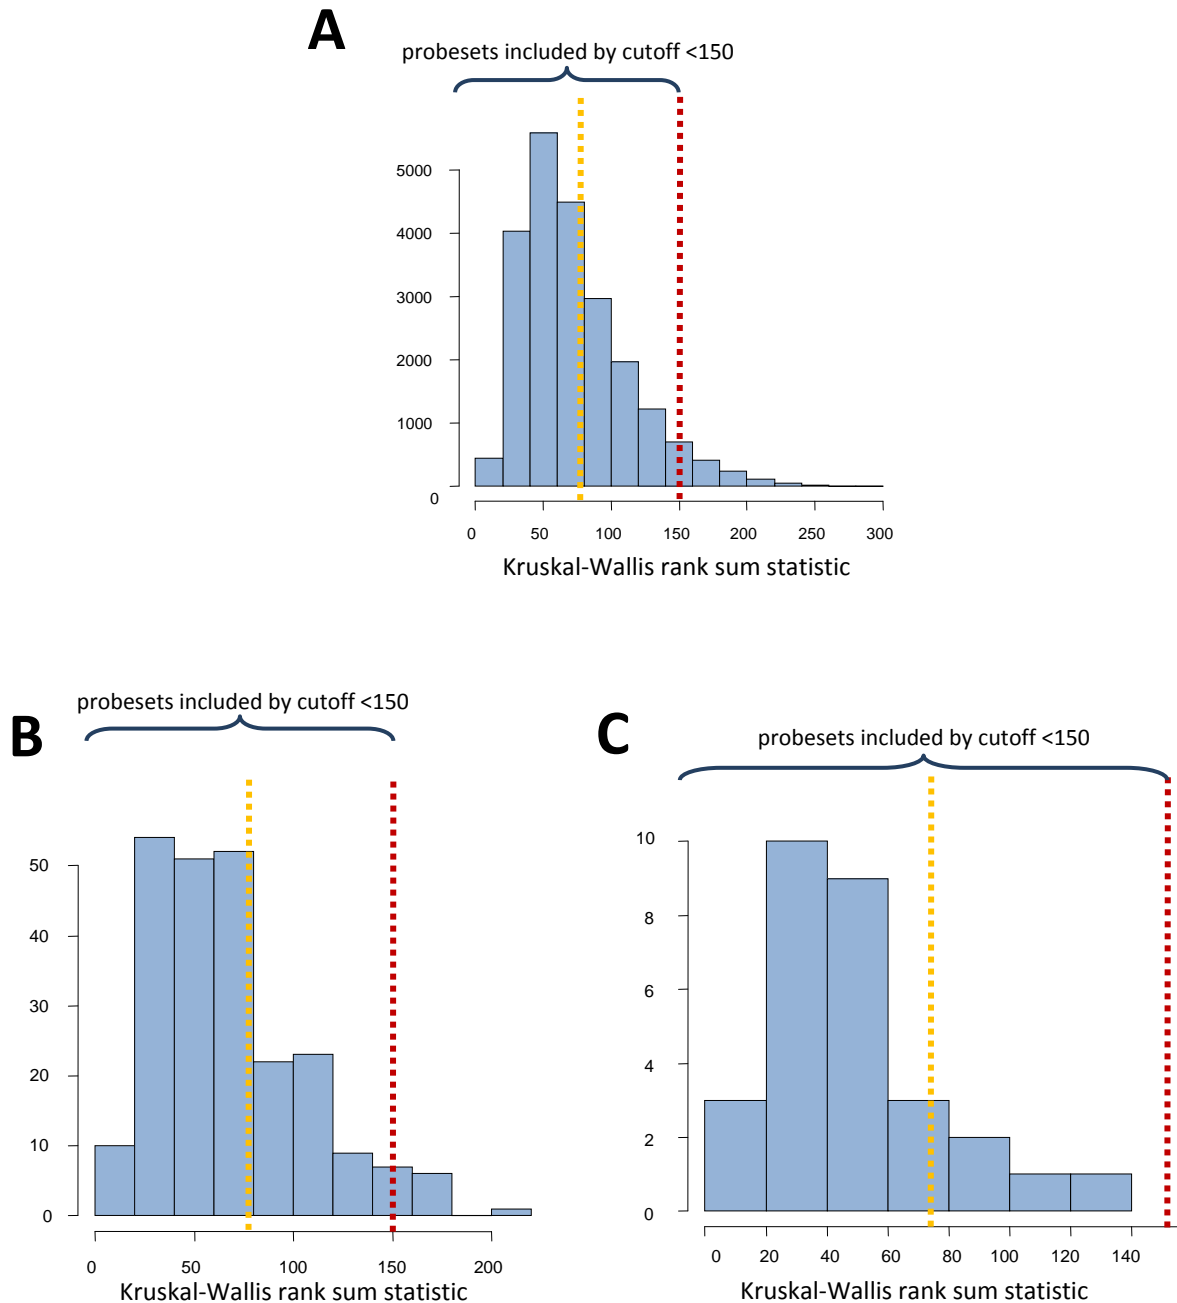 A
probesets included by cutoff <150
5000
4000
3000
2000
1000
0
0 50 100 150 200 250 300
Kruskal-Wallis rank sum statistic
B
probesets included by cutoff <150
50
40
30
20
10
0
0 50 100 150 200
Kruskal-Wallis rank sum statistic
C
probesets included by cutoff <150
10
8
6
4
2
0
0 20 40 60 80 100 120 140
Kruskal-Wallis rank sum statistic